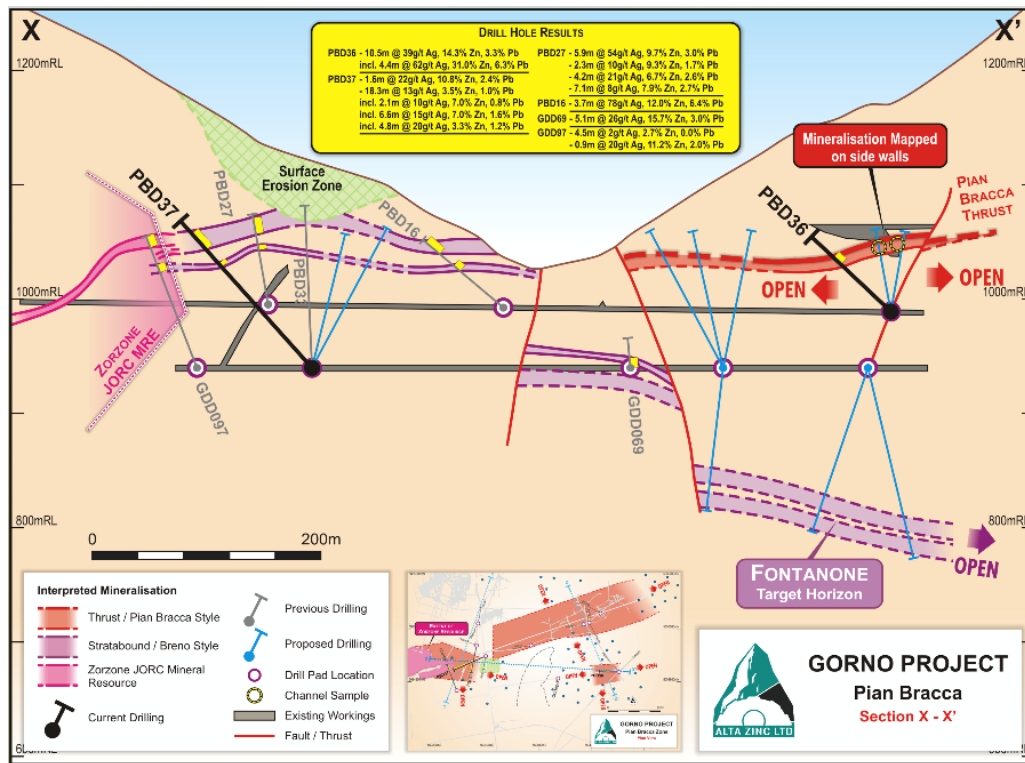 X
X'
1200mRL
1200mRL
DRILL HOLE RESULTS
PBD36 - 10.5m @ 39g/t Ag, 14.3% Zn, 3.3% Pb
incl. 4.4m @ 62g/t Ag, 31.0% Zn, 6.3% Pb
PBD37 - 1.6m @ 22g/t Ag, 10.8% Zn, 2.4% Pb
- 18.3m @ 13g/t Ag, 3.5% Zn, 1.0% Pb
incl. 2.1m @ 10g/t Ag, 7.0% Zn, 0.8% Pb
incl. 6.6m @ 15g/t Ag, 7.0% Zn, 1.6% Pb
incl. 4.8m @ 20g/t Ag, 3.3% Zn, 1.2% Pb
PBD27 - 5.9m @ 54g/t Ag, 9.7% Zn, 3.0% Pb
- 2.3m @ 10g/t Ag, 9.3% Zn, 1.7% Pb
- 4.2m @ 21g/t Ag, 6.7% Zn, 2.6% Pb
- 7.1m @ 8g/t Ag, 7.9% Zn, 2.7% Pb
PBD16 - 3.7m @ 78g/t Ag, 12.0% Zn, 6.4% Pb
GDD69 - 5.1m @ 26g/t Ag, 15.7% Zn, 3.0% Pb
GDD97 - 4.5m @ 2g/t Ag, 2.7% Zn, 0.0% Pb
- 0.9m @ 20g/t Ag, 11.2% Zn, 2.0% Pb
Mineralisation Mapped
on side walls
Surface
Erosion Zone
PBD37
PBD27
PBD33
PBD16
PBD36
PIAN
BRACCA
THRUST
OPEN
OPEN
1000mRL
1000mRL
ZORZONE
JORC MRE
GDD097
GDD069
800mRL
800mRL
0
200m
OPEN
FONTANONE
Target Horizon
Interpreted Mineralisation
Thrust / Pian Bracca Style
Stratabound / Breno Style
Zorzone JORC Mineral
Resource
Current Drilling
Previous Drilling
Proposed Drilling
Drill Pad Location
Channel Sample
Existing Workings
Fault / Thrust
OPEN
OPEN
OPEN
OPEN
GORNO PROJECT
Pian Bracca Zone
Plan View
ALTA ZINC LTD
GORNO PROJECT
Pian Bracca
Section X - X'